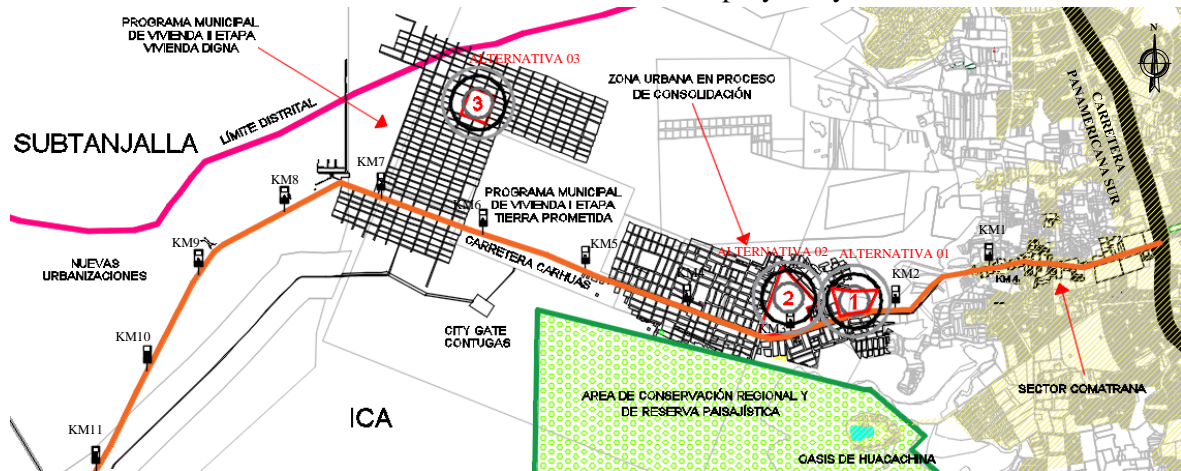 PROGRAMA MUNICIPAL
DE VIVIENDA II ETAPA
VIVIENDA DIGNA
ALTERNATIVA 03
3
ZONA URBANA EN PROCESO
DE CONSOLIDACIÓN
CARRETERA
PANAMERICANA SUR
N
SUBTANJALLA
LÍMITE DISTRITAL
KM7
KM8
KM6
PROGRAMA MUNICIPAL
DE VIVIENDA I ETAPA
TIERRA PROMETIDA
KM9
NUEVAS
URBANIZACIONES
CARRETERA CARHUAS
KM5
ALTERNATIVA 02
ALTERNATIVA 01
KM1
KM2
KM4
2
1
KM3
KM10
CITY GATE
CONTUGAS
AREA DE CONSERVACIÓN REGIONAL Y
DE RESERVA PAISAJÍSTICA
SECTOR COMATRANA
ICA
KM11
OASIS DE HUACACHINA